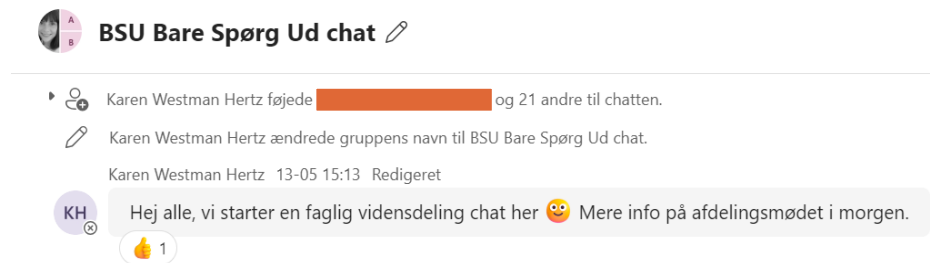 A
B
BSU Bare Spørg Ud chat
Karen Westman Hertz føjede og 21 andre til chatten.
Karen Westman Hertz ændrede gruppens navn til BSU Bare Spørg Ud chat.
Karen Westman Hertz 13-05 15:13 Redigeret
KH
Hej alle, vi starter en faglig vidensdeling chat her Mere info på afdelingsmødet i morgen.
1